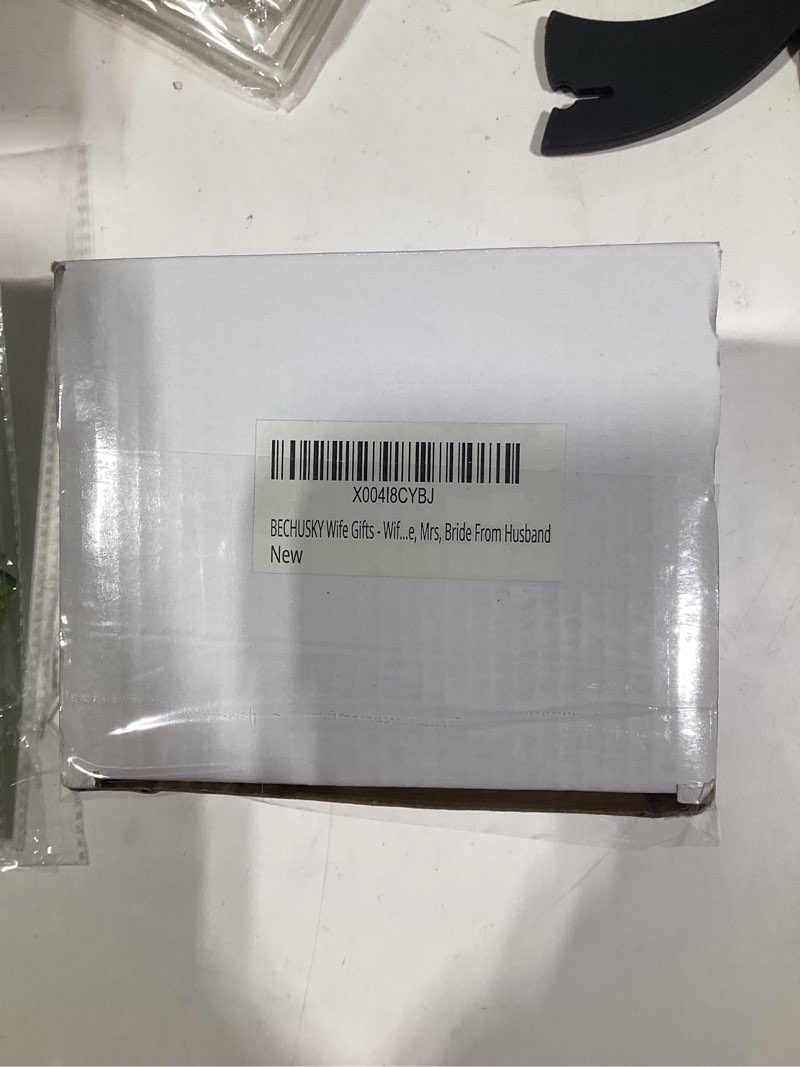 X004I8CYBJ
BECHUSKY Wife Gifts - Wif...e, Mrs, Bride From Husband
New